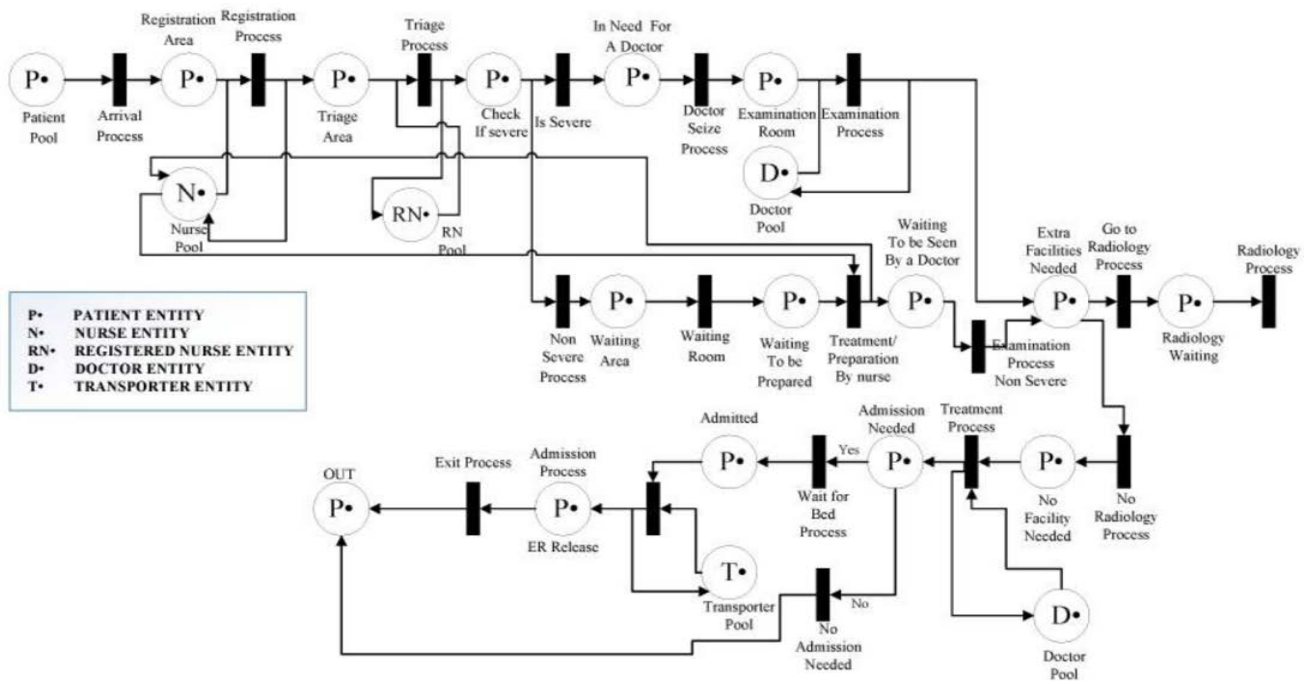 Registration
Area
Registration
Process
Triage
Process
In Need For
A Doctor
P•
P•
P•
P•
P•
P•
Patient
Pool
Arrival
Process
Triage
Area
Check
If severe
Is Severe
Doctor
Seize
Process
Examination
Room
Examination
Process
N•
Nurse
Pool
RN•
RN
Pool
D•
Doctor
Pool
Waiting
To be Seen
By a Doctor
Extra
Facilities
Needed
Go to
Radiology
Process
Radiology
Process
P•
P•
P•
P•
P•
Non
Severe
Process
Waiting
Area
Waiting
Room
Waiting
To be
Prepared
Treatment/
Preparation
By nurse
Examination
Process
Non Severe
Radiology
Waiting
P• PATIENT ENTITY
N• NURSE ENTITY
RN• REGISTERED NURSE ENTITY
D• DOCTOR ENTITY
T• TRANSPORTER ENTITY
OUT
Exit Process
Admission
Process
Admitted
Admission
Needed
Treatment
Process
P•
P•
P•
Yes
P•
P•
ER Release
Wait for
Bed
Process
No
Facility
Needed
No
Radiology
Process
T•
Transporter
Pool
No
No
Admission
Needed
D•
Doctor
Pool